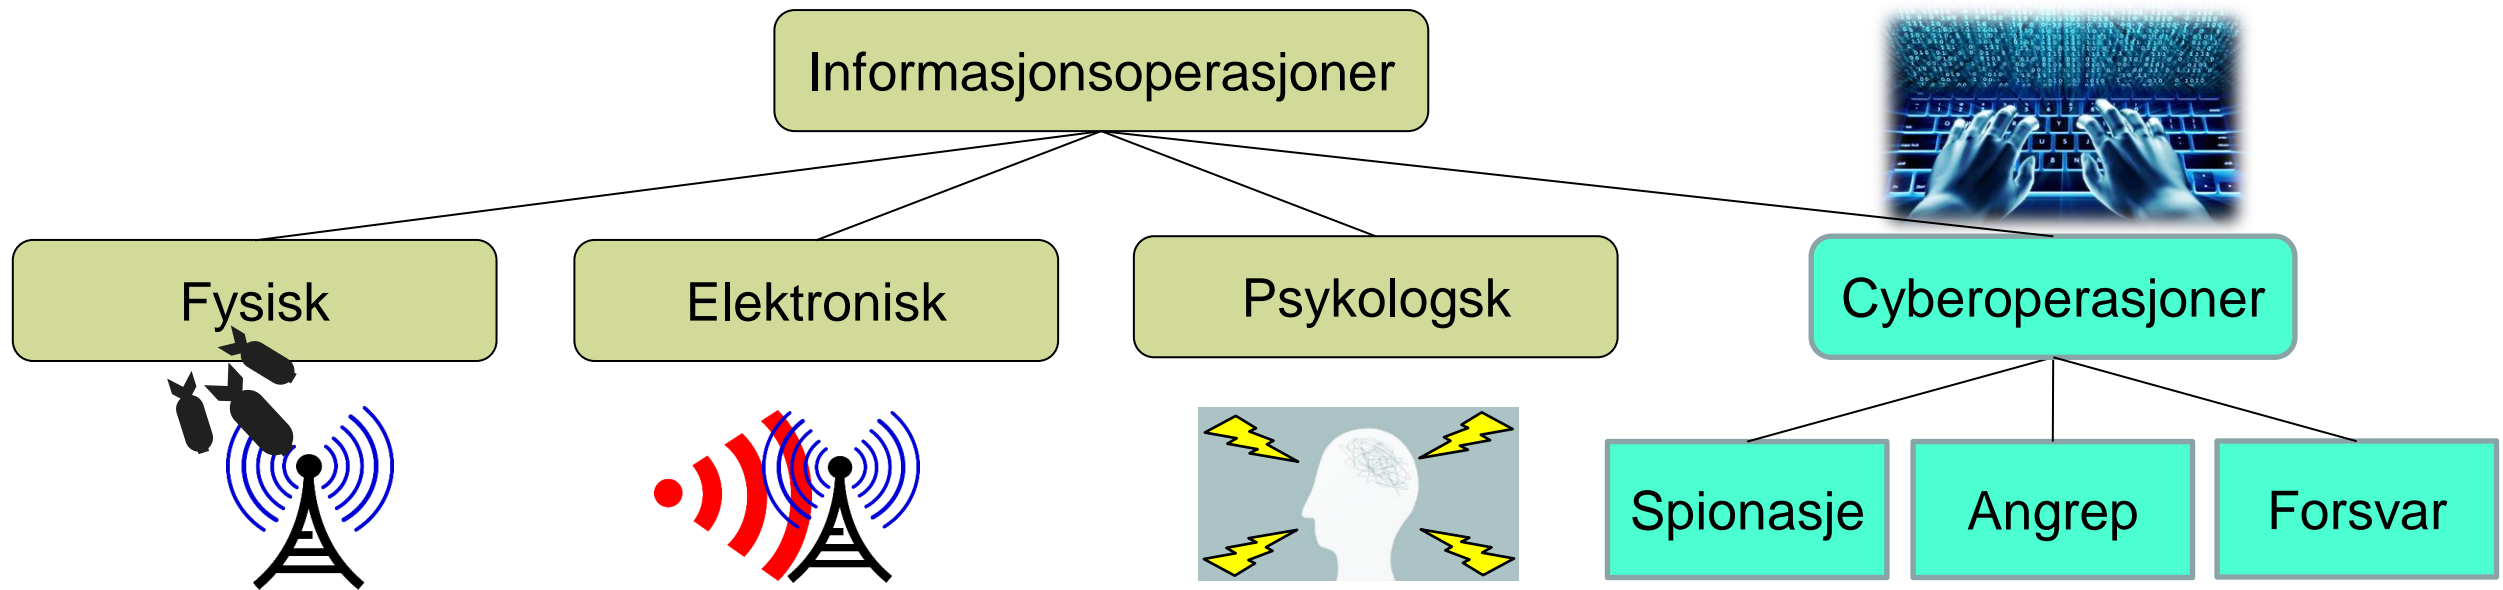 Informasjonsoperasjoner
Fysisk
Elektronisk
Psykologsk
Cyberoperasjoner
Spionasje
Angrep
Forsvar